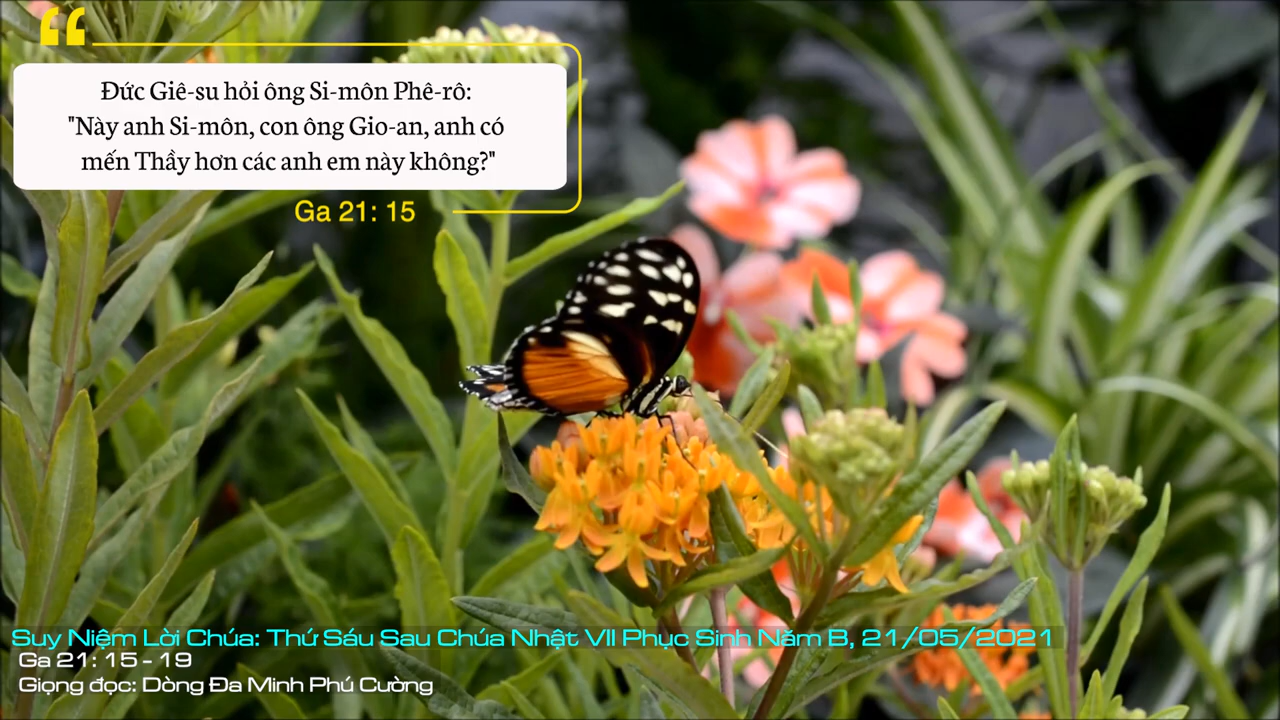 Đức Giê-su hỏi ông Si-môn Phê-rô:
"Này anh Si-môn, con ông Gio-an, anh có
mến Thầy hơn các anh em này không?"
Ga 21: 15
Suy Niệm Lời Chúa: Thứ Sáu Sau Chúa Nhật VII Phục Sinh Năm B, 21/05/2021
Ga 21: 15 - 19
Giọng đọc: Dòng Đa Minh Phú Cường